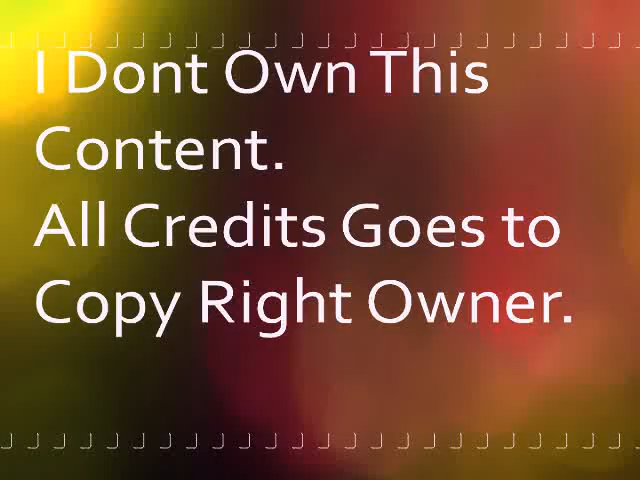 I Dont Own This
Content.
All Credits Goes to
Copy Right Owner.